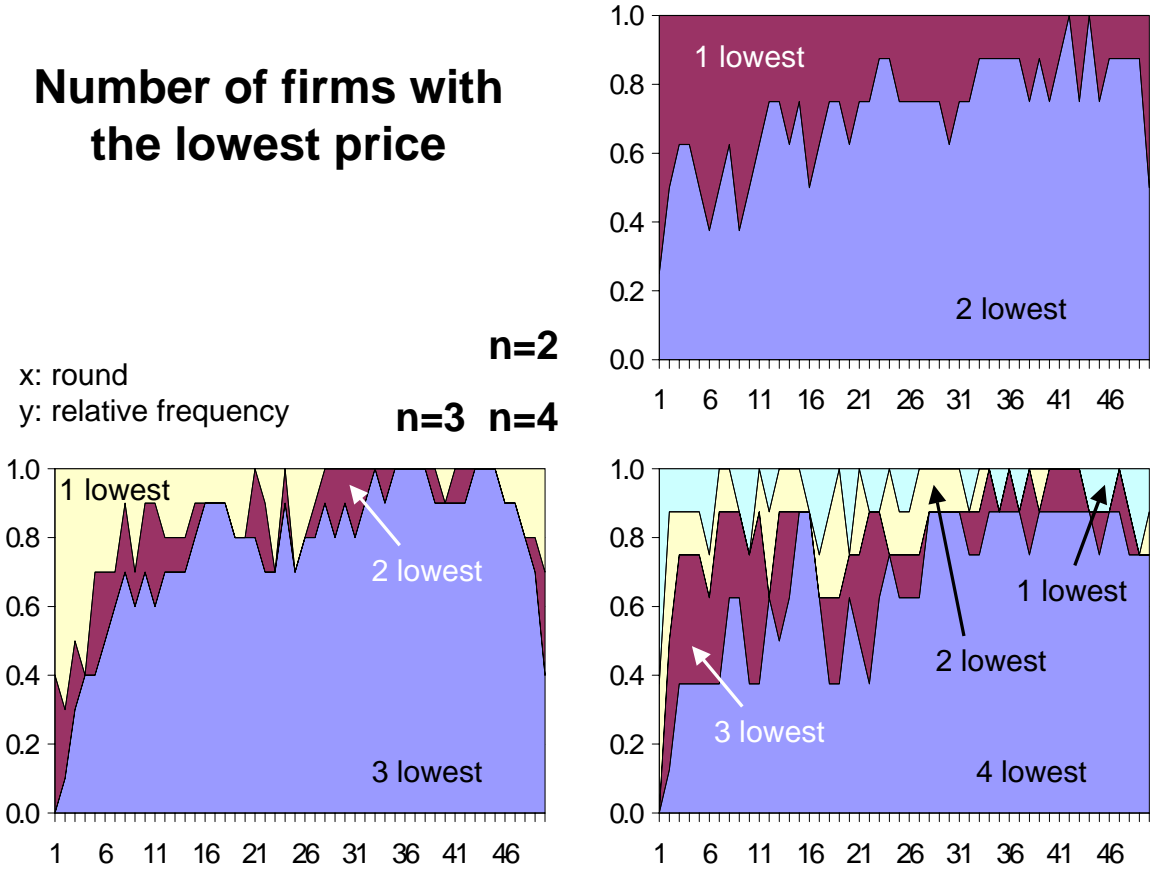 Number of firms with
the lowest price
x: round
y: relative frequency
n=2
n=3 n=4
1.0
0.8
0.6
0.4
0.2
0.0
1 lowest
2 lowest
1 6 11 16 21 26 31 36 41 46
1.0
0.8
0.6
0.4
0.2
0.0
1 lowest
2 lowest
3 lowest
1 6 11 16 21 26 31 36 41 46
1.0
0.8
0.6
0.4
0.2
0.0
1 lowest
2 lowest
3 lowest
4 lowest
1 6 11 16 21 26 31 36 41 46